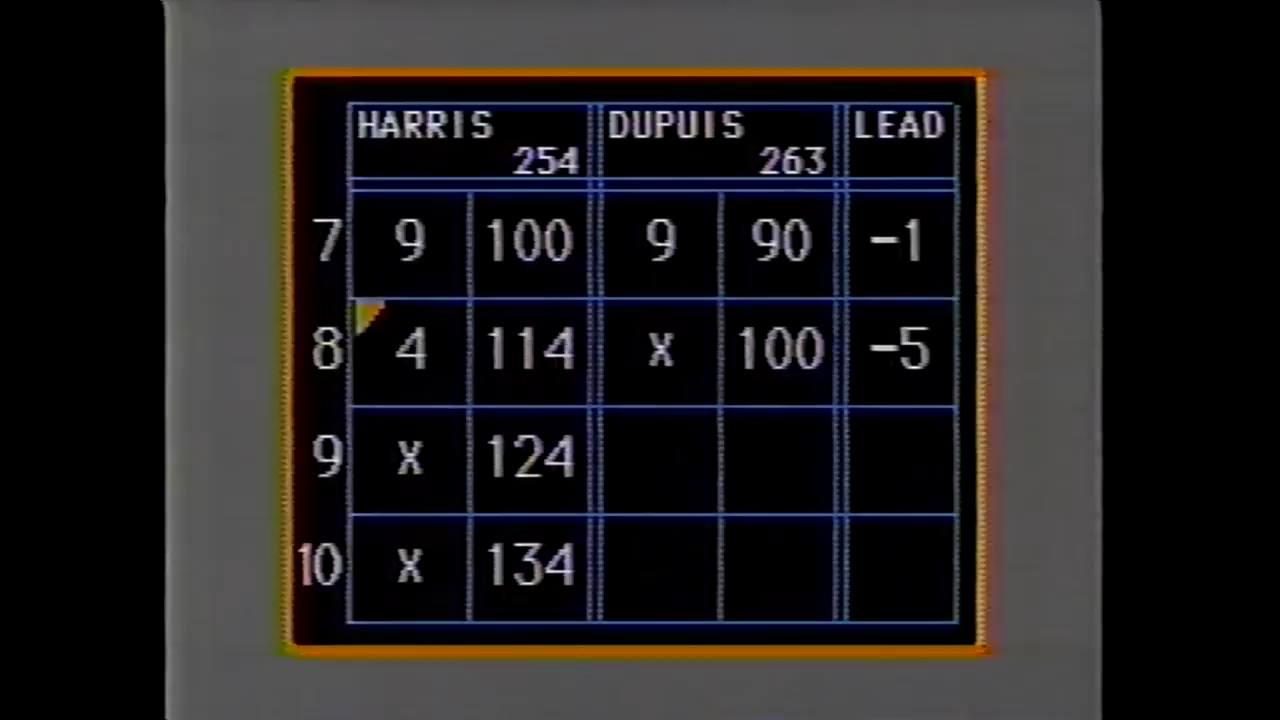 HARRIS DUPUIS LEAD
254 263
7 9 100 9 90 -1
8 4 114 X 100 -5
9 X 124
10 X 134